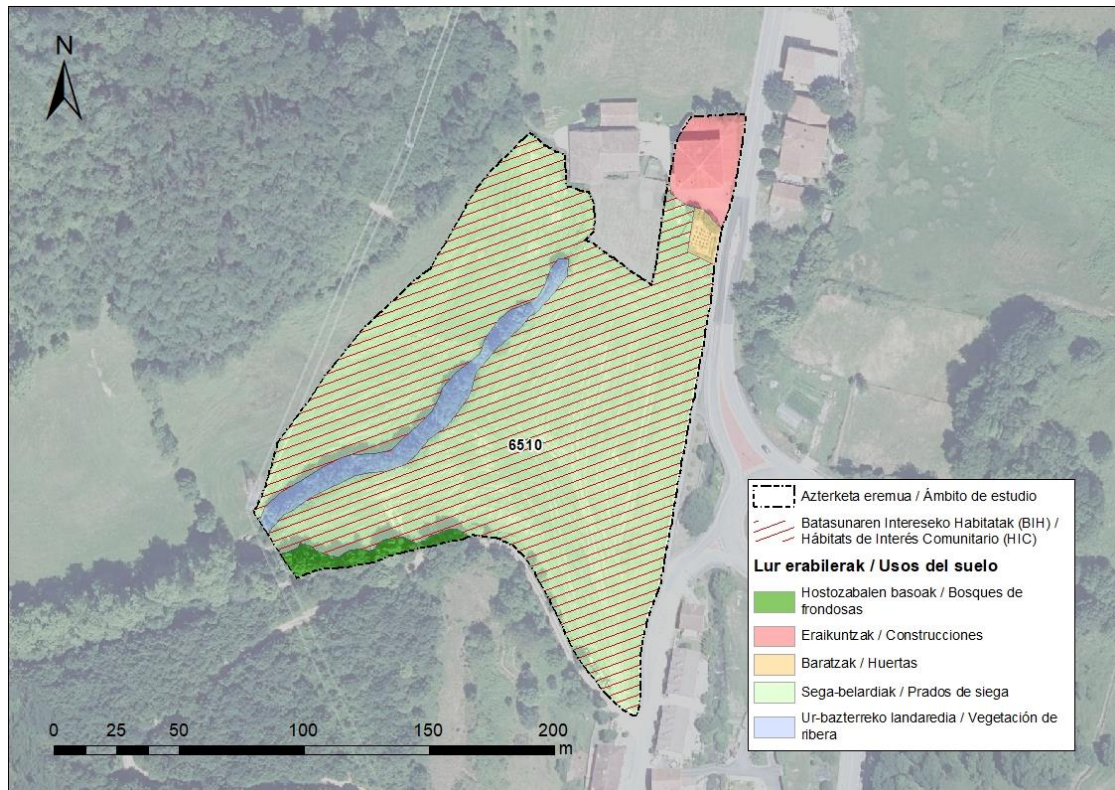 N
6510
Azterketa eremua / Ámbito de estudio
Batasunaren Intereseko Habitatak (BIH) /
Hábitats de Interés Comunitario (HIC)
Lur erabilerak / Usos del suelo
Hostozabalen basoak / Bosques de
frondosas
Eraikuntzak / Construcciones
Baratzak / Huertas
Sega-belardiak / Prados de siega
Ur-bazterreko landaredia / Vegetación de
ribera
0 25 50 100 150 200
m